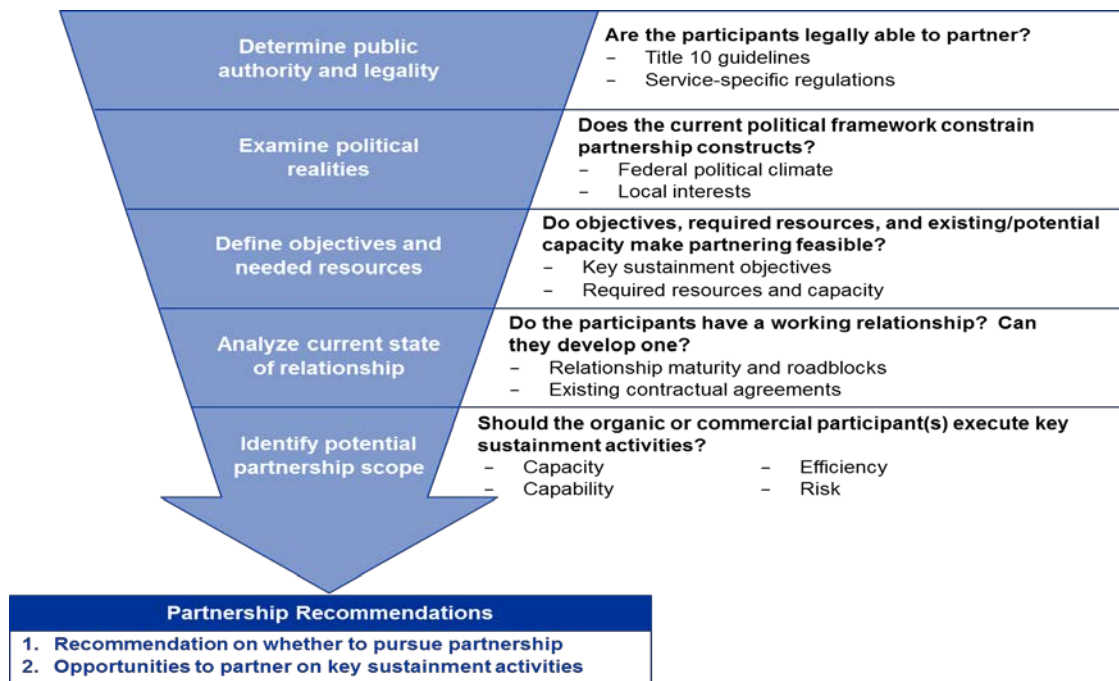 Determine public
authority and legality
Are the participants legally able to partner?
– Title 10 guidelines
– Service-specific regulations
Examine political
realities
Does the current political framework constrain
partnership constructs?
– Federal political climate
– Local interests
Define objectives and
needed resources
Do objectives, required resources, and existing/potential
capacity make partnering feasible?
– Key sustainment objectives
– Required resources and capacity
Analyze current state
of relationship
Do the participants have a working relationship? Can
they develop one?
– Relationship maturity and roadblocks
– Existing contractual agreements
Identify potential
partnership scope
Should the organic or commercial participant(s) execute key
sustainment activities?
– Capacity – Efficiency
– Capability – Risk
Partnership Recommendations
1. Recommendation on whether to pursue partnership
2. Opportunities to partner on key sustainment activities